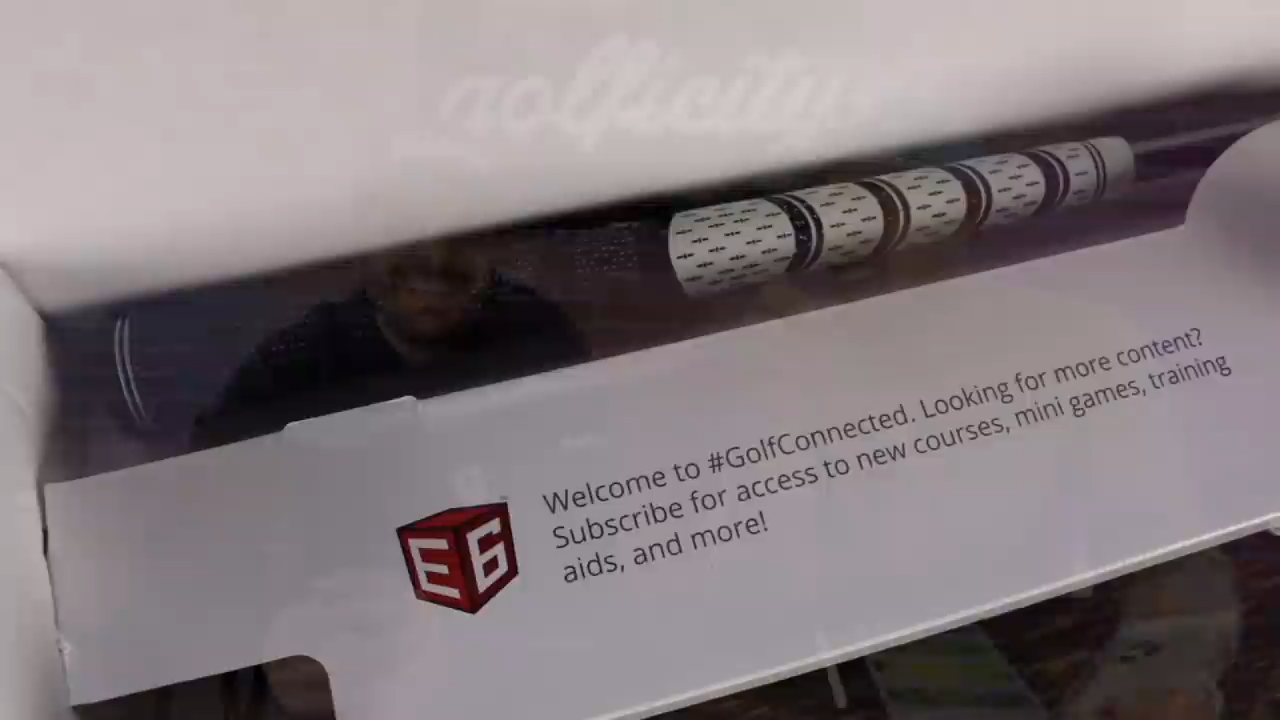 golficity
E6
Welcome to #GolfConnected. Looking for more content?
Subscribe for access to new courses, mini games, training
aids, and more!